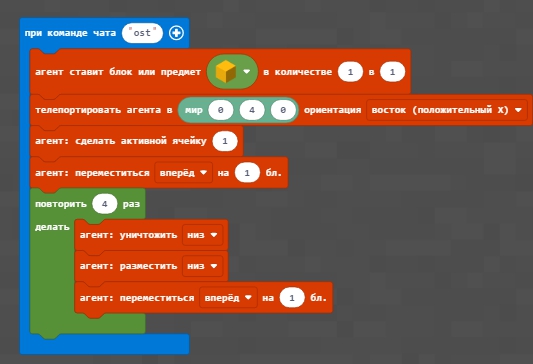 при команде чата "ost"
агент ставит блок или предмет в количестве 1 в 1
телепортировать агента в мир 0 4 0 ориентация восток (положительный X)
агент: сделать активной ячейку 1
агент: переместиться вперёд на 1 бл.
повторить 4 раз
делать
агент: уничтожить низ
агент: разместить низ
агент: переместиться вперёд на 1 бл.